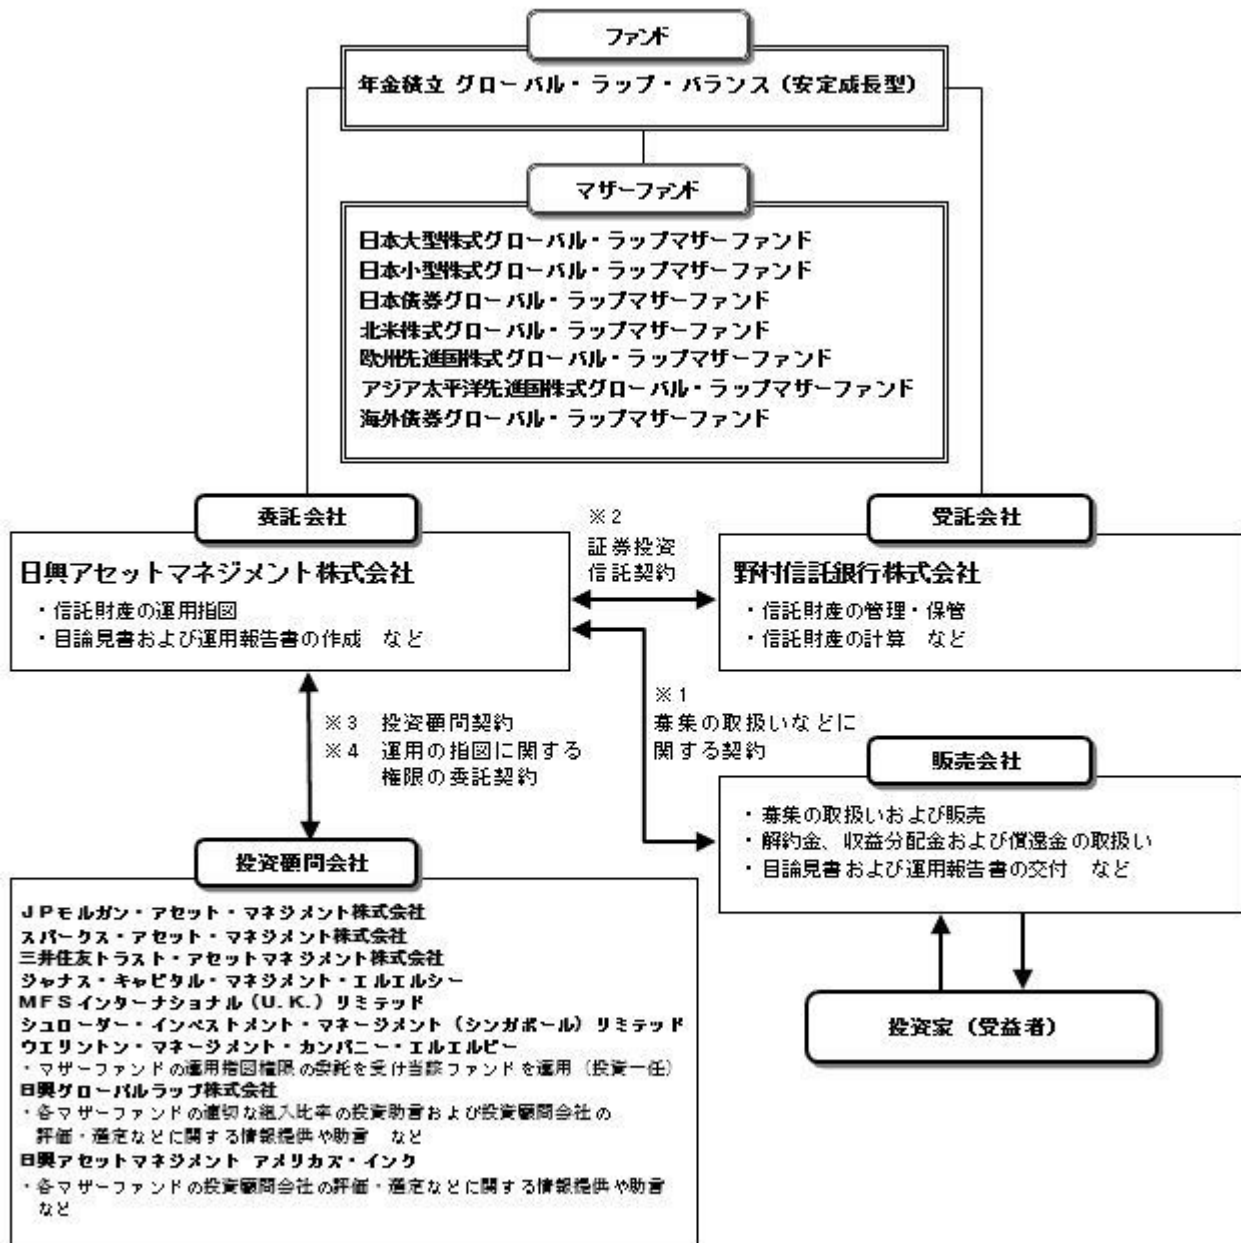 ファンド
年金積立 グローバル・ラップ・バランス（安定成長型）
マザーファンド
日本大型株式グローバル・ラップマザーファンド
日本小型株式グローバル・ラップマザーファンド
日本債券グローバル・ラップマザーファンド
北米株式グローバル・ラップマザーファンド
欧州先進国株式グローバル・ラップマザーファンド
アジア太平洋先進国株式グローバル・ラップマザーファンド
海外債券グローバル・ラップマザーファンド
委託会社
日興アセットマネジメント株式会社
・信託財産の運用指図
・目論見書および運用報告書の作成　など
※２
証券投資
信託契約
受託会社
野村信託銀行株式会社
・信託財産の管理・保管
・信託財産の計算　など
※３　投資顧問契約
※４　運用の指図に関する
権限の委託契約
※１
募集の取扱いなどに
関する契約
販売会社
・募集の取扱いおよび販売
・解約金、収益分配金および償還金の取扱い
・目論見書および運用報告書の交付　など
投資顧問会社
ＪＰモルガン・アセット・マネジメント株式会社
スパークス・アセット・マネジメント株式会社
三井住友トラスト・アセットマネジメント株式会社
ジャナス・キャピタル・マネジメント・エルエルシー
ＭＦＳインターナショナル（Ｕ.Ｋ.）リミテッド
シュローダー・インベストメント・マネージメント（シンガポール）リミテッド
ウエリントン・マネージメント・カンパニー・エルエルピー
・マザーファンドの運用指図権限の委託を受け当該ファンドを運用（投資一任）
日興グローバルラップ株式会社
・各マザーファンドの適切な組入比率の投資助言および投資顧問会社の
評価・選定などに関する情報提供や助言　など
日興アセットマネジメント アメリカズ・インク
・各マザーファンドの投資顧問会社の評価・選定などに関する情報提供や助言
など
投資家（受益者）